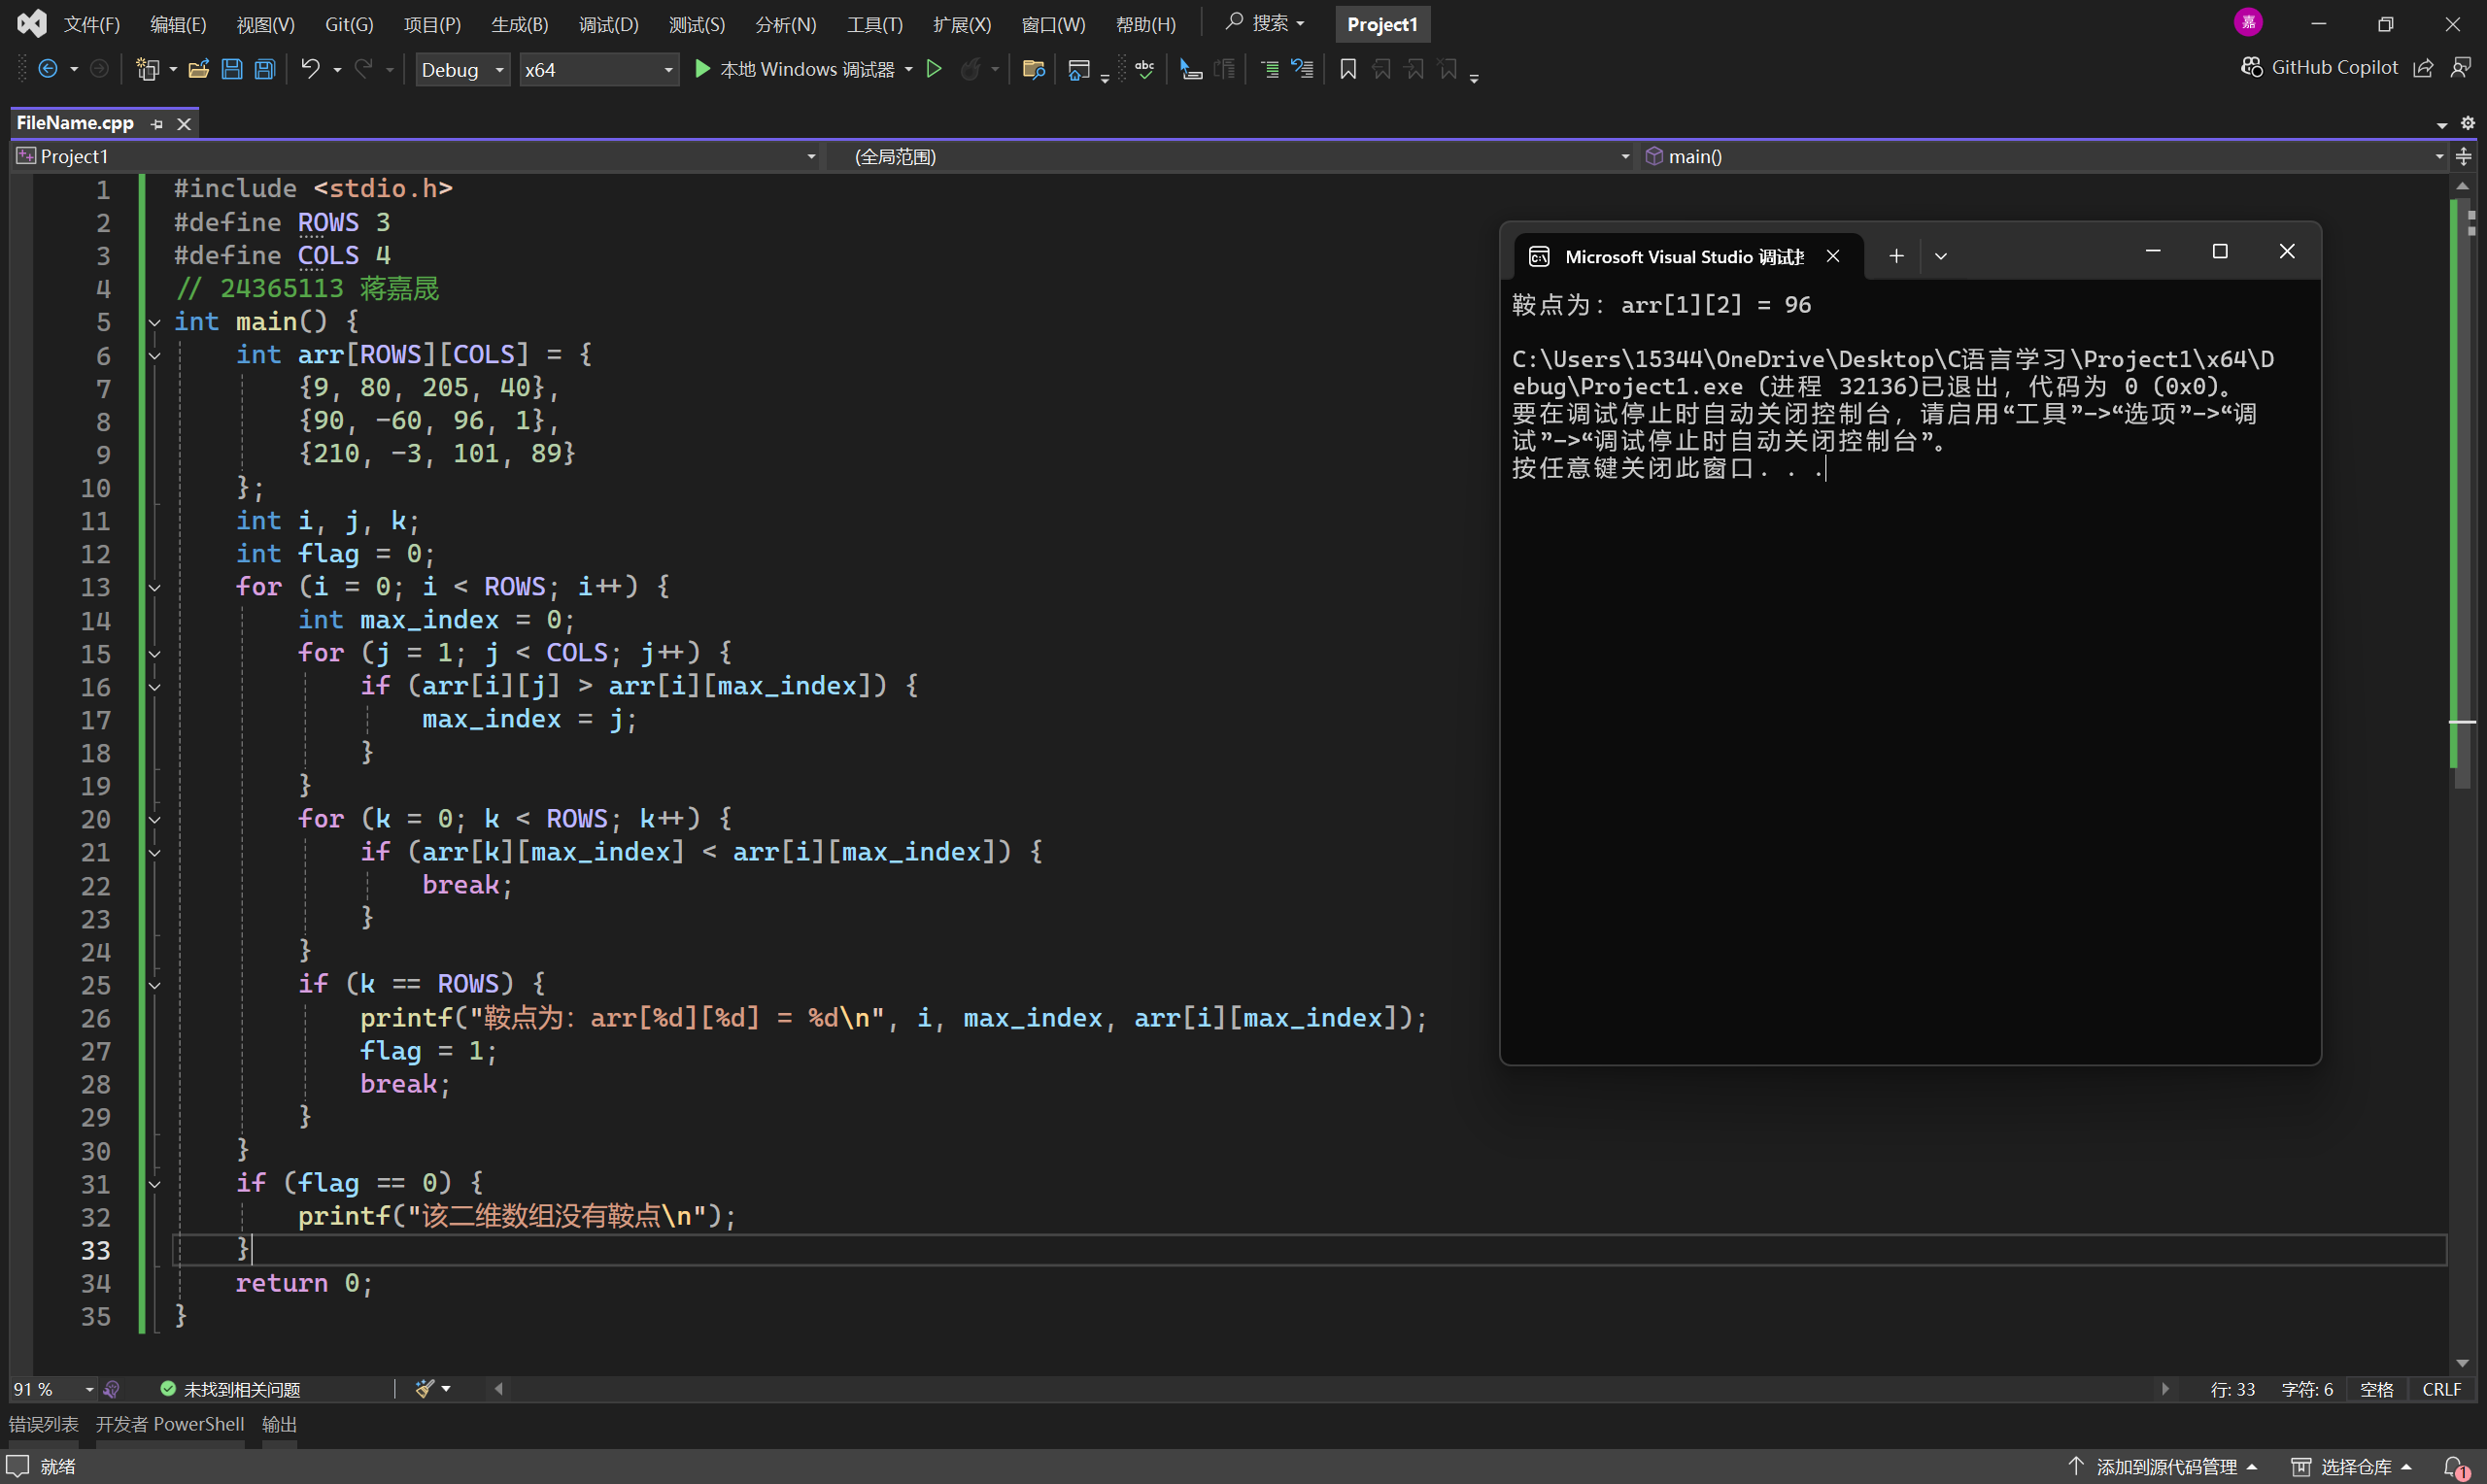 文件(F) 编辑(E) 视图(V) Git(G) 项目(P) 生成(B) 调试(D) 测试(S) 分析(N) 工具(T) 扩展(X) 窗口(W) 帮助(H) 搜索 Project1 嘉
Debug x64 本地 Windows 调试器 abc GitHub Copilot
FileName.cpp
Project1 (全局范围) main()
1 #include <stdio.h>
2 #define ROWS 3
3 #define COLS 4
4 // 24365113 蒋嘉晟
5 int main() {
6 int arr[ROWS][COLS] = {
7 {9, 80, 205, 40},
8 {90, -60, 96, 1},
9 {210, -3, 101, 89}
10 };
11 int i, j, k;
12 int flag = 0;
13 for (i = 0; i < ROWS; i++) {
14 int max_index = 0;
15 for (j = 1; j < COLS; j++) {
16 if (arr[i][j] > arr[i][max_index]) {
17 max_index = j;
18 }
19 }
20 for (k = 0; k < ROWS; k++) {
21 if (arr[k][max_index] < arr[i][max_index]) {
22 break;
23 }
24 }
25 if (k == ROWS) {
26 printf("鞍点为: arr[%d][%d] = %d\n", i, max_index, arr[i][max_index]);
27 flag = 1;
28 break;
29 }
30 }
31 if (flag == 0) {
32 printf("该二维数组没有鞍点\n");
33 }
34 return 0;
35 }
Microsoft Visual Studio 调试控
鞍点为: arr[1][2] = 96
C:\Users\15344\OneDrive\Desktop\C语言学习\Project1\x64\D
ebug\Project1.exe (进程 32136)已退出，代码为 0 (0x0)。
要在调试停止时自动关闭控制台，请启用“工具”->“选项”->“调
试”->“调试停止时自动关闭控制台”。
按任意键关闭此窗口. . .
91 % 未找到相关问题 行: 33 字符: 6 空格 CRLF
错误列表 开发者 PowerShell 输出
就绪 添加到源代码管理 选择仓库 1